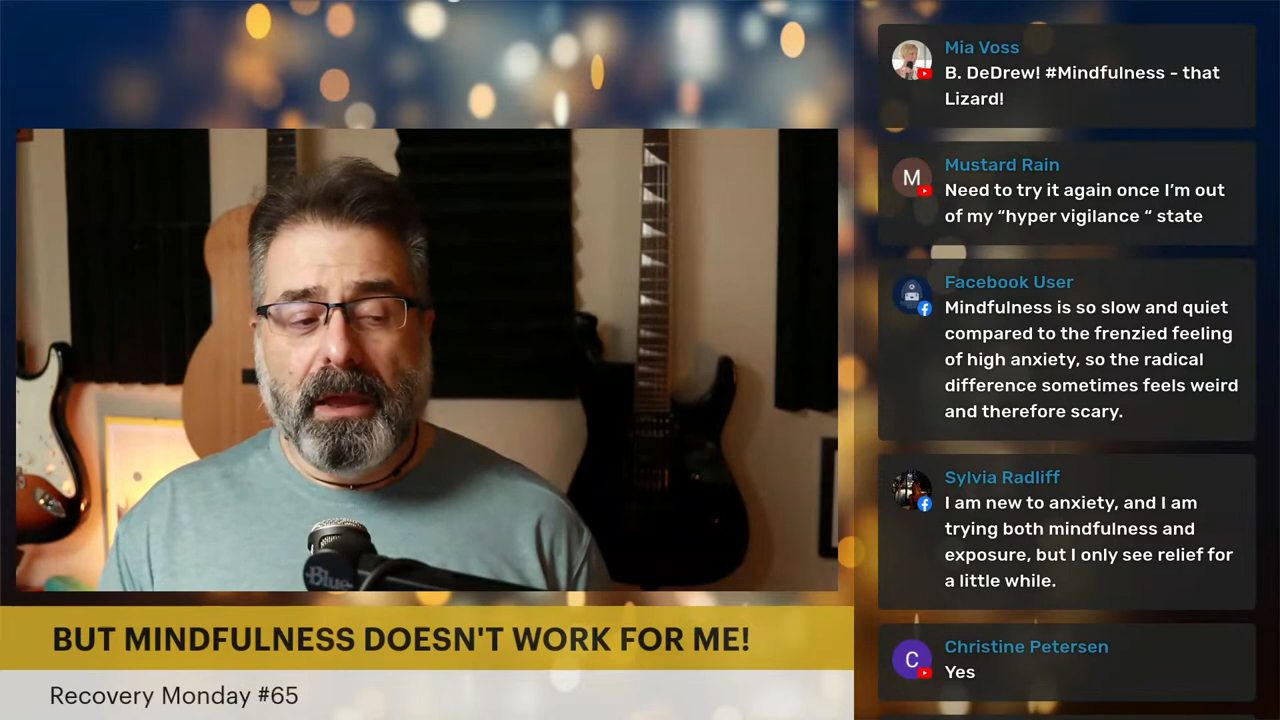 Mia Voss
B. DeDrew! #Mindfulness - that
Lizard!
M
Mustard Rain
Need to try it again once I'm out
of my “hyper vigilance “ state
Facebook User
Mindfulness is so slow and quiet
compared to the frenzied feeling
of high anxiety, so the radical
difference sometimes feels weird
and therefore scary.
Sylvia Radliff
I am new to anxiety, and I am
trying both mindfulness and
exposure, but I only see relief for
a little while.
C
Christine Petersen
Yes
Blue
BUT MINDFULNESS DOESN'T WORK FOR ME!
Recovery Monday #65